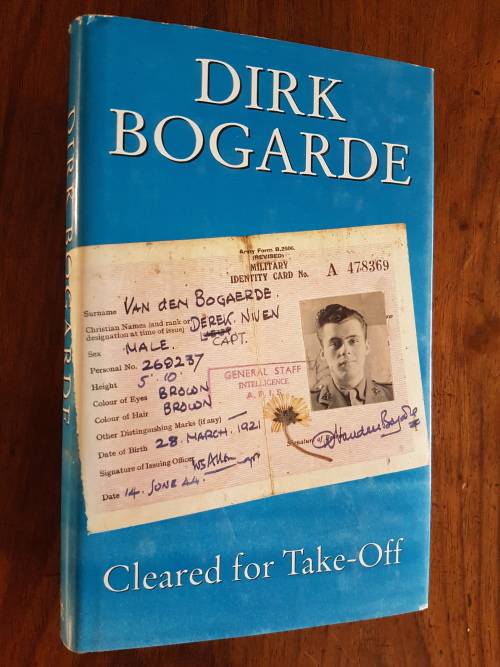 DIRK
BOGARDE
DIRK BOGARDE
Army Form B.2606.
(REVISED)
MILITARY
IDENTITY CARD No. A 478369
Surname VAN DEN BOGAERDE.
Christian Names (and rank or
designation at time of issue) DEREK. NIVEN
CAPT.
Sex MALE.
Personal No. 269237
Height 5' 10"
Colour of Eyes BROWN
Colour of Hair BROWN
Other Distinguishing Marks (if any) —
Date of Birth 28. MARCH. 1921
Signature of Issuing Officer
Date 14. JUNE 44.
GENERAL STAFF
INTELLIGENCE
A.P.I.S.
Signature of
Cleared for Take-Off